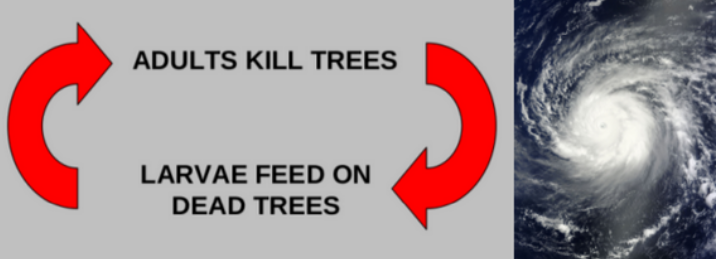 ADULTS KILL TREES
LARVAE FEED ON
DEAD TREES